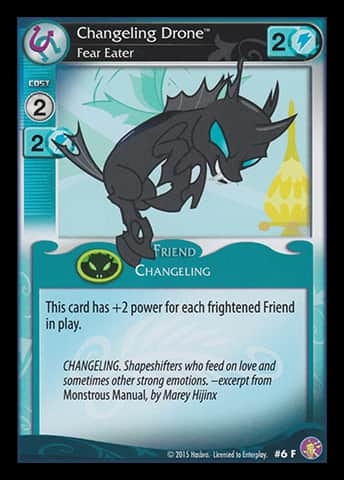 Changeling Drone™
Fear Eater
2
COST
2
2
FRIEND
CHANGELING
This card has +2 power for each frightened Friend
in play.
CHANGELING. Shapeshifters who feed on love and
sometimes other strong emotions. –excerpt from
Monstrous Manual, by Marey Hijinx
© 2015 Hasbro. Licensed to Enterplay. #6 F